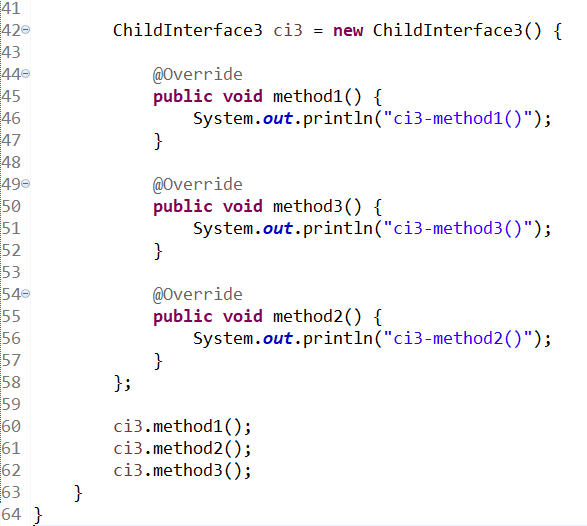 41
42 ChildInterface3 ci3 = new ChildInterface3() {
43
44 @Override
45 public void method1() {
46 System.out.println("ci3-method1()");
47 }
48
49 @Override
50 public void method3() {
51 System.out.println("ci3-method3()");
52 }
53
54 @Override
55 public void method2() {
56 System.out.println("ci3-method2()");
57 }
58 };
59
60 ci3.method1();
61 ci3.method2();
62 ci3.method3();
63 }
64 }